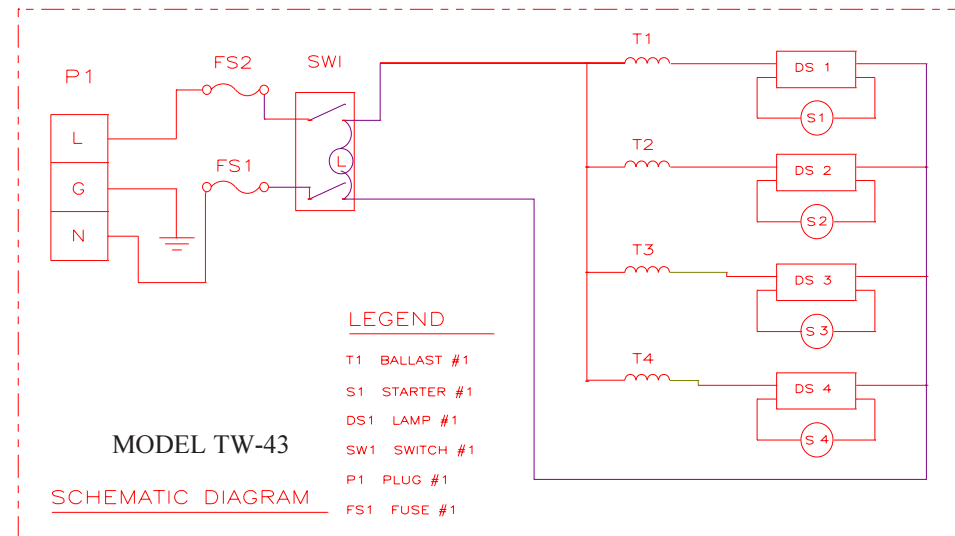 P1
L
G
N
FS2
FS1
SWI
L
T1
DS 1
S1
T2
DS 2
S2
T3
DS 3
S 3
T4
DS 4
S 4
LEGEND
T1 BALLAST #1
S1 STARTER #1
DS1 LAMP #1
SW1 SWITCH #1
P1 PLUG #1
FS1 FUSE #1
MODEL TW-43
SCHEMATIC DIAGRAM